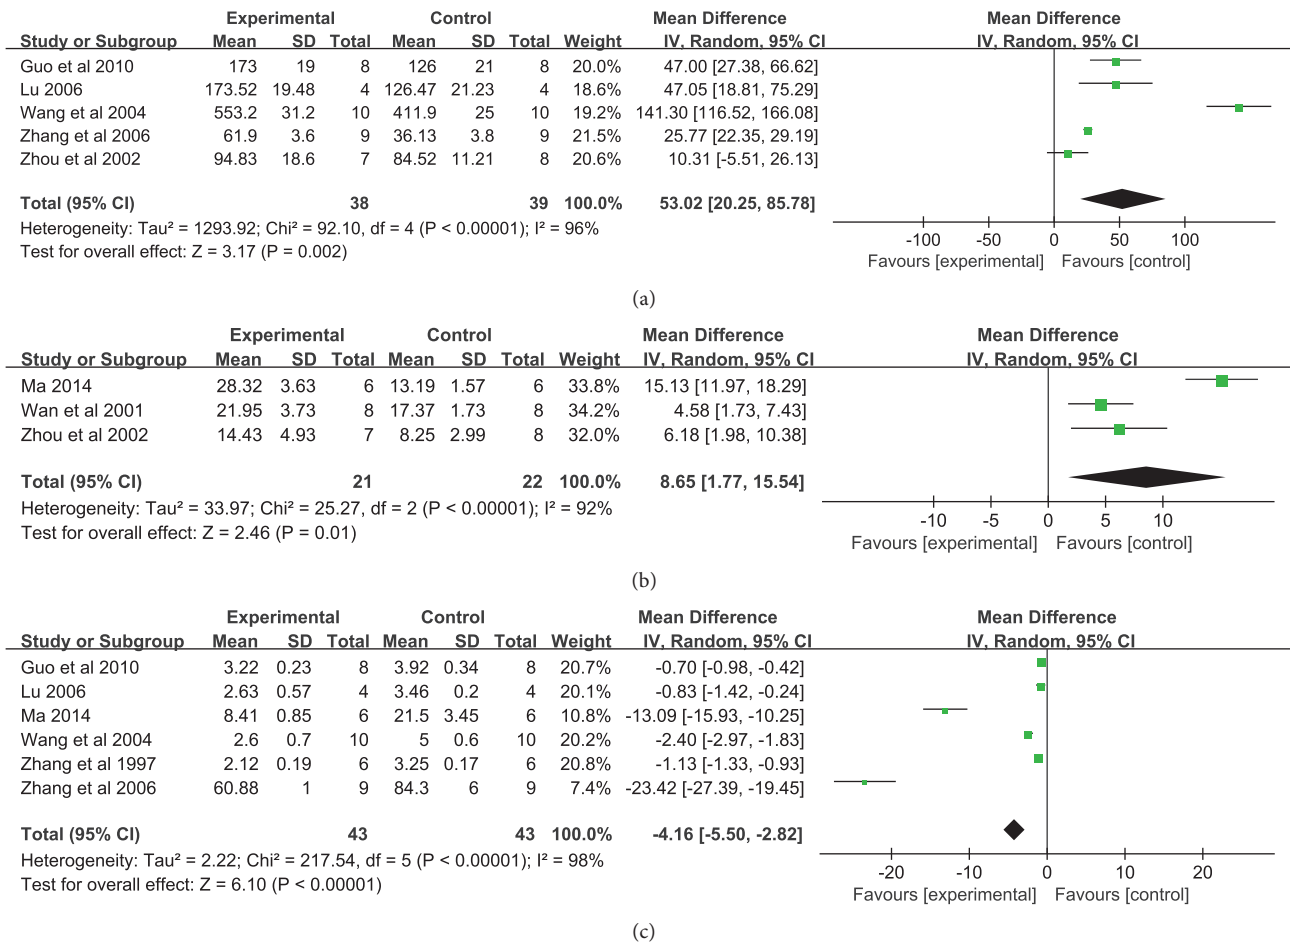 Experimental Control Mean Difference Mean Difference
Study or Subgroup Mean SD Total Mean SD Total Weight IV, Random, 95% CI IV, Random, 95% CI
Guo et al 2010 173 19 8 126 21 8 20.0% 47.00 [27.38, 66.62]
Lu 2006 173.52 19.48 4 126.47 21.23 4 18.6% 47.05 [18.81, 75.29]
Wang et al 2004 553.2 31.2 10 411.9 25 10 19.2% 141.30 [116.52, 166.08]
Zhang et al 2006 61.9 3.6 9 36.13 3.8 9 21.5% 25.77 [22.35, 29.19]
Zhou et al 2002 94.83 18.6 7 84.52 11.21 8 20.6% 10.31 [-5.51, 26.13]
Total (95% CI) 38 39 100.0% 53.02 [20.25, 85.78]
Heterogeneity: Tau² = 1293.92; Chi² = 92.10, df = 4 (P < 0.00001); I² = 96%
Test for overall effect: Z = 3.17 (P = 0.002)
-100 -50 0 50 100
Favours [experimental] Favours [control]
(a)
Experimental Control Mean Difference Mean Difference
Study or Subgroup Mean SD Total Mean SD Total Weight IV, Random, 95% CI IV, Random, 95% CI
Ma 2014 28.32 3.63 6 13.19 1.57 6 33.8% 15.13 [11.97, 18.29]
Wan et al 2001 21.95 3.73 8 17.37 1.73 8 34.2% 4.58 [1.73, 7.43]
Zhou et al 2002 14.43 4.93 7 8.25 2.99 8 32.0% 6.18 [1.98, 10.38]
Total (95% CI) 21 22 100.0% 8.65 [1.77, 15.54]
Heterogeneity: Tau² = 33.97; Chi² = 25.27, df = 2 (P < 0.00001); I² = 92%
Test for overall effect: Z = 2.46 (P = 0.01)
-10 -5 0 5 10
Favours [experimental] Favours [control]
(b)
Experimental Control Mean Difference Mean Difference
Study or Subgroup Mean SD Total Mean SD Total Weight IV, Random, 95% CI IV, Random, 95% CI
Guo et al 2010 3.22 0.23 8 3.92 0.34 8 20.7% -0.70 [-0.98, -0.42]
Lu 2006 2.63 0.57 4 3.46 0.2 4 20.1% -0.83 [-1.42, -0.24]
Ma 2014 8.41 0.85 6 21.5 3.45 6 10.8% -13.09 [-15.93, -10.25]
Wang et al 2004 2.6 0.7 10 5 0.6 10 20.2% -2.40 [-2.97, -1.83]
Zhang et al 1997 2.12 0.19 6 3.25 0.17 6 20.8% -1.13 [-1.33, -0.93]
Zhang et al 2006 60.88 1 9 84.3 6 9 7.4% -23.42 [-27.39, -19.45]
Total (95% CI) 43 43 100.0% -4.16 [-5.50, -2.82]
Heterogeneity: Tau² = 2.22; Chi² = 217.54, df = 5 (P < 0.00001); I² = 98%
Test for overall effect: Z = 6.10 (P < 0.00001)
-20 -10 0 10 20
Favours [experimental] Favours [control]
(c)